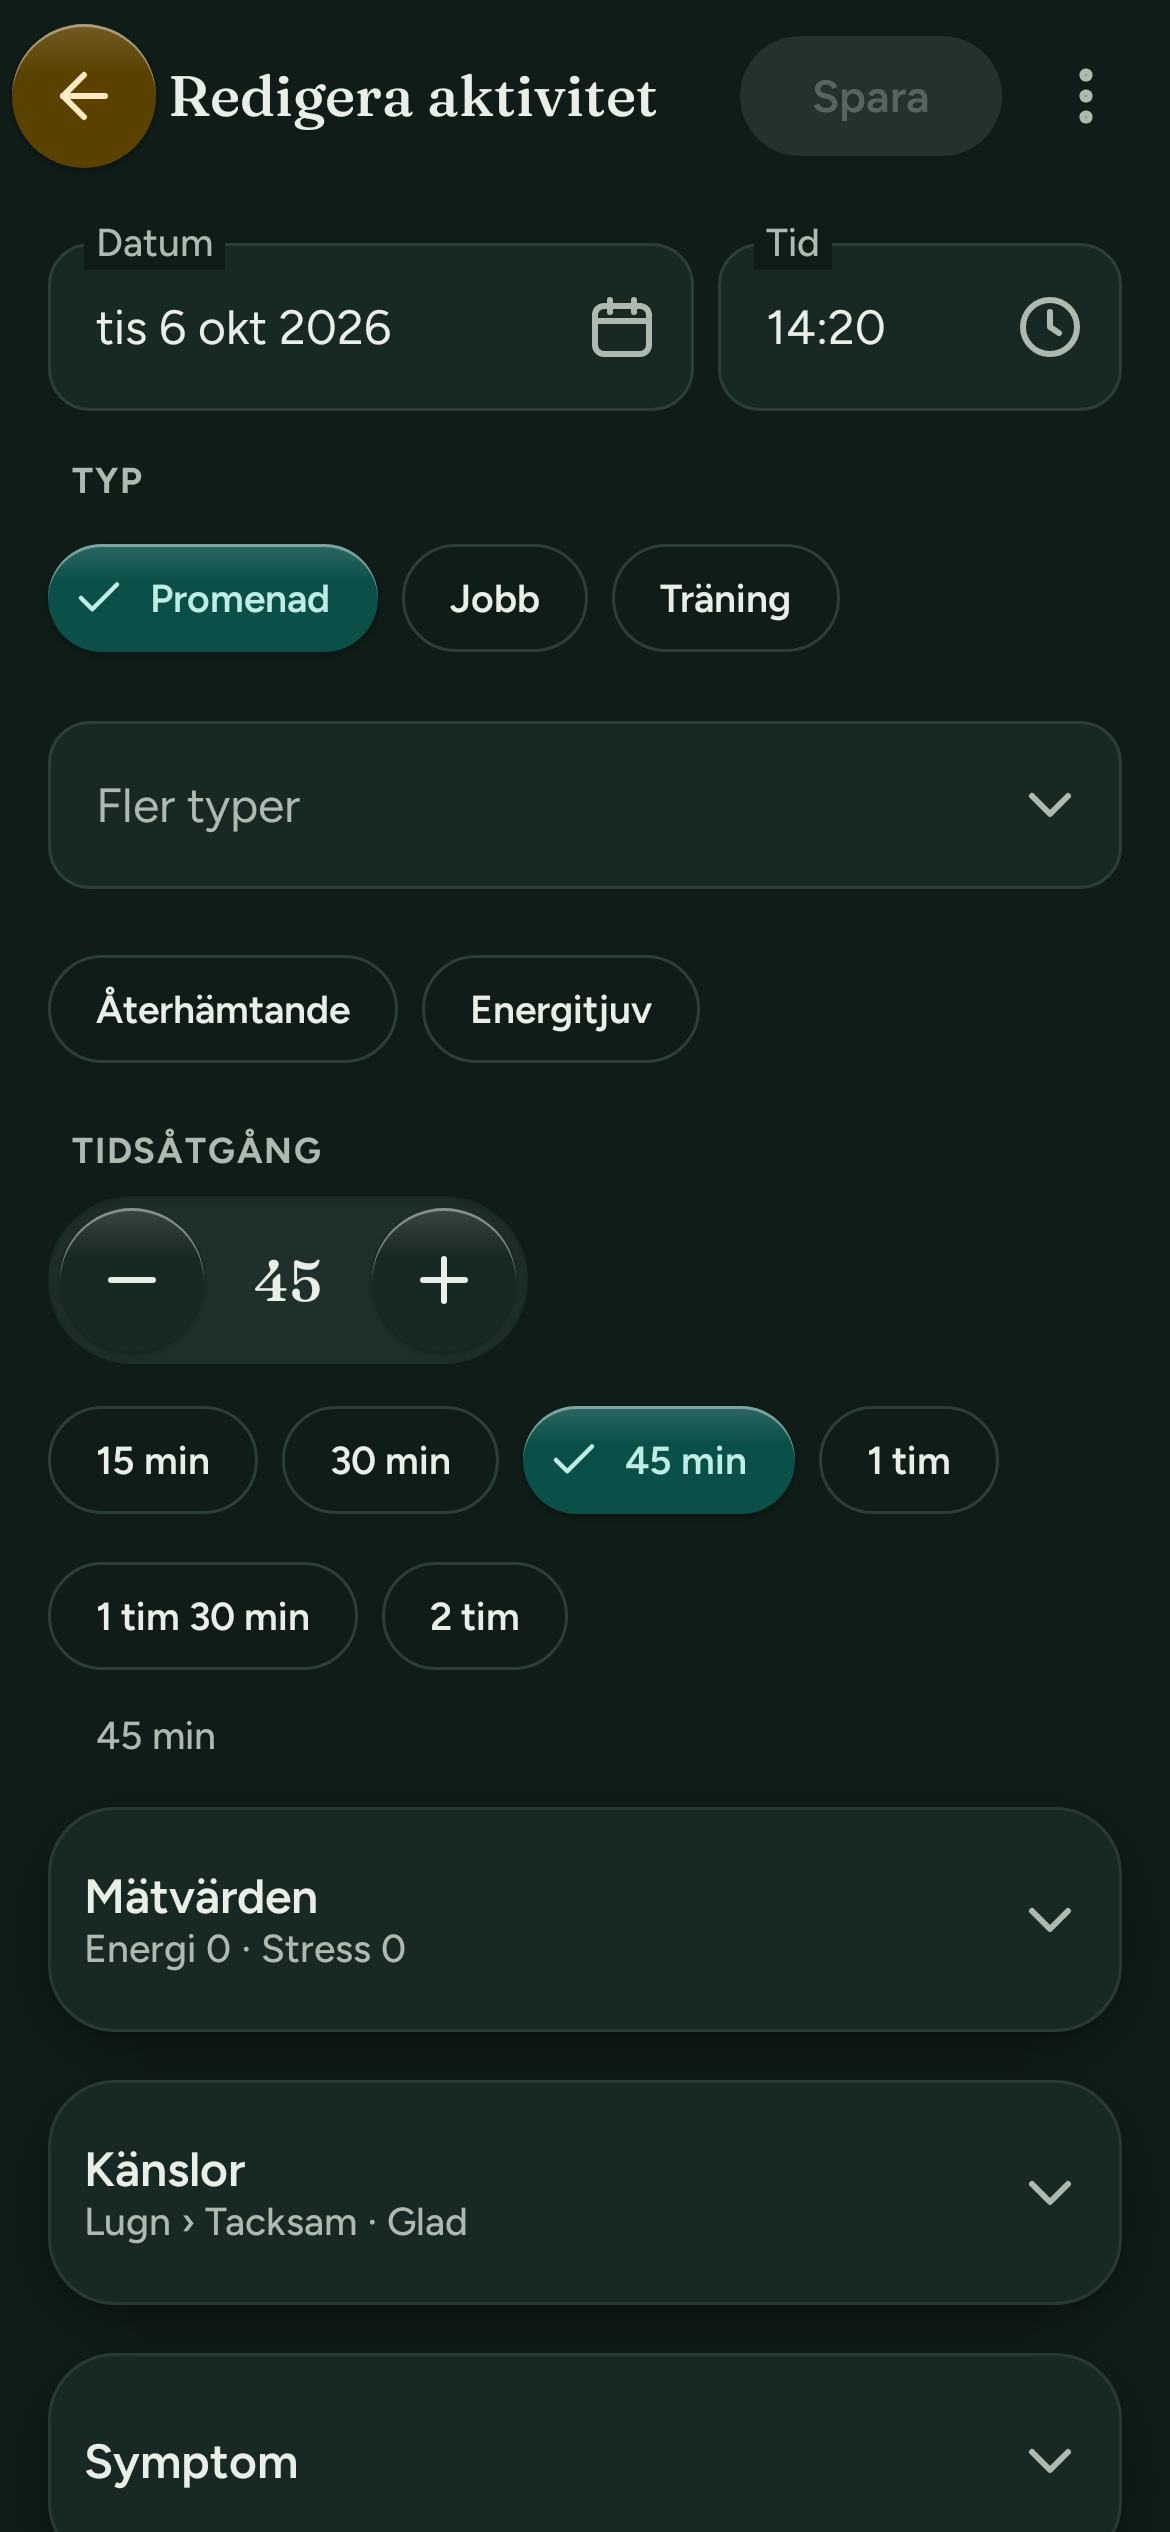 Redigera aktivitet
Spara
Datum
Tid
tis 6 okt 2026
14:20
TYP
Promenad
Jobb
Träning
Fler typer
Återhämtande
Energitjuv
TIDSÅTGÅNG
45
15 min
30 min
45 min
1 tim
1 tim 30 min
2 tim
45 min
Mätvärden
Energi 0 · Stress 0
Känslor
Lugn › Tacksam · Glad
Symptom